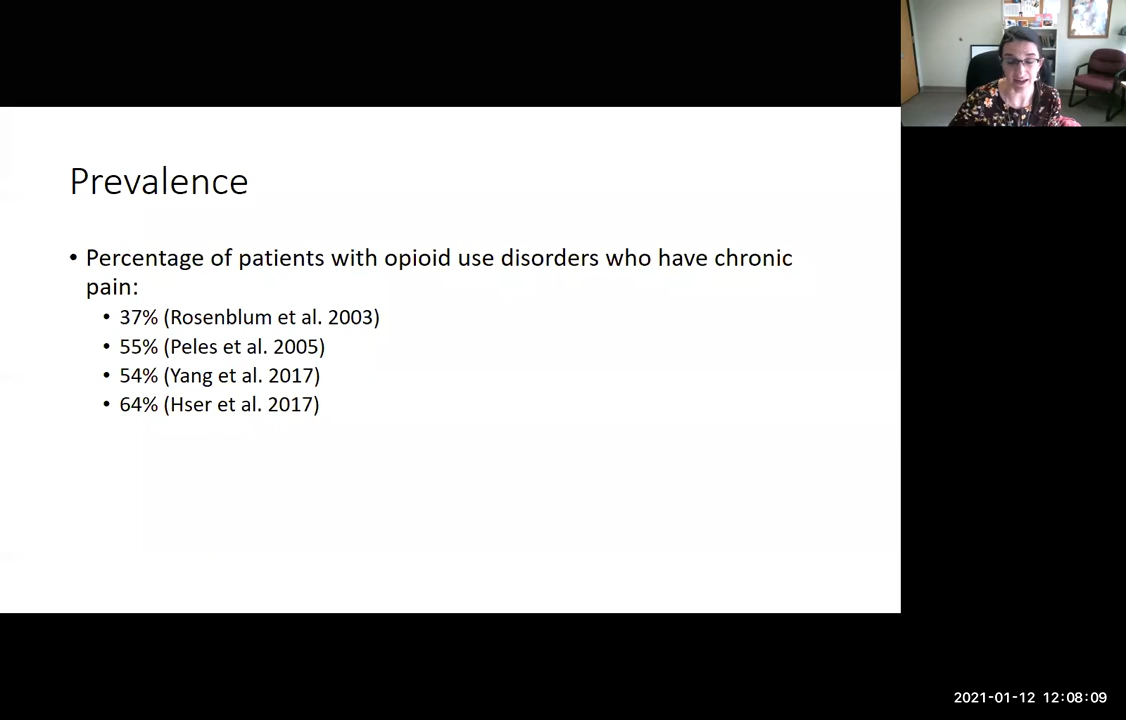 Prevalence
• Percentage of patients with opioid use disorders who have chronic
pain:
• 37% (Rosenblum et al. 2003)
• 55% (Peles et al. 2005)
• 54% (Yang et al. 2017)
• 64% (Hser et al. 2017)
2021-01-12 12:08:09